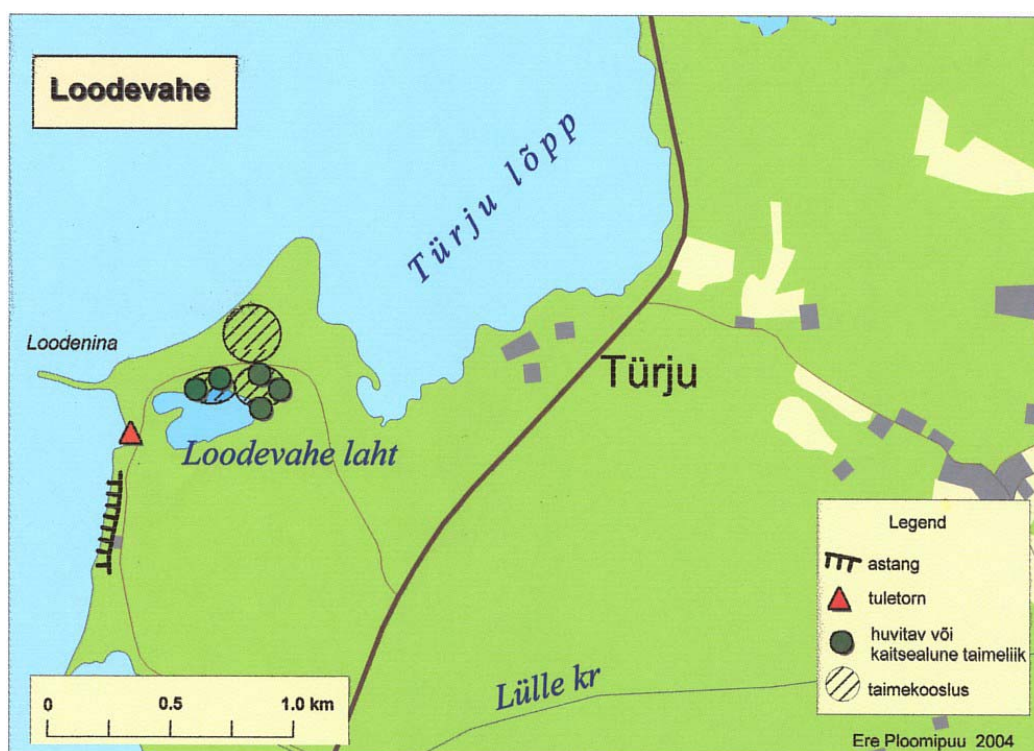 Loodevahe
Türju lõpp
Loodenina
Türju
Loodevahe laht
Legend
astang
tuletorn
huvitav või
kaitsealune taimeliik
taimekooslus
0 0.5 1.0 km
Lülle kr
Ere Ploomipuu 2004